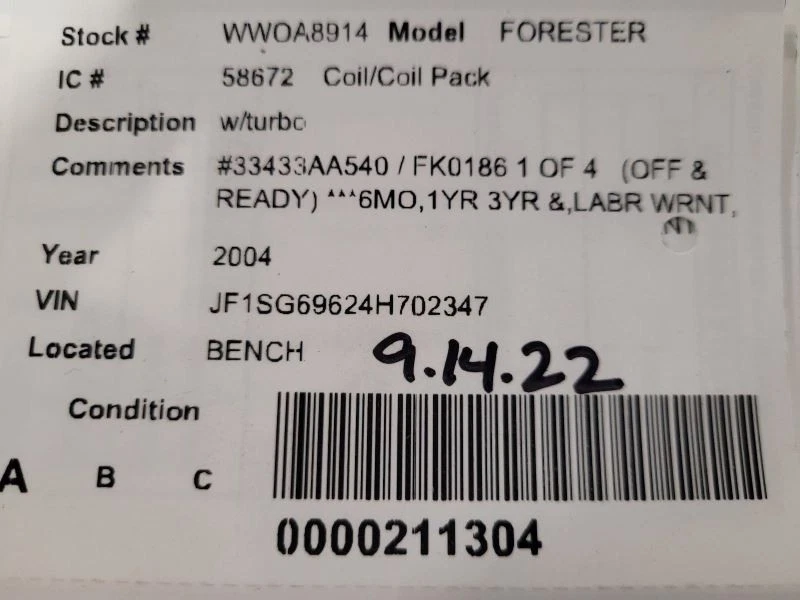 Stock # WWOA8914 Model FORESTER
IC # 58672 Coil/Coil Pack
Description w/turbo
Comments #33433AA540 / FK0186 1 OF 4 (OFF &
READY) ***6MO,1YR 3YR &,LABR WRNT,
Year 2004
VIN JF1SG69624H702347
Located BENCH 9.14.22
Condition
A B C
0000211304